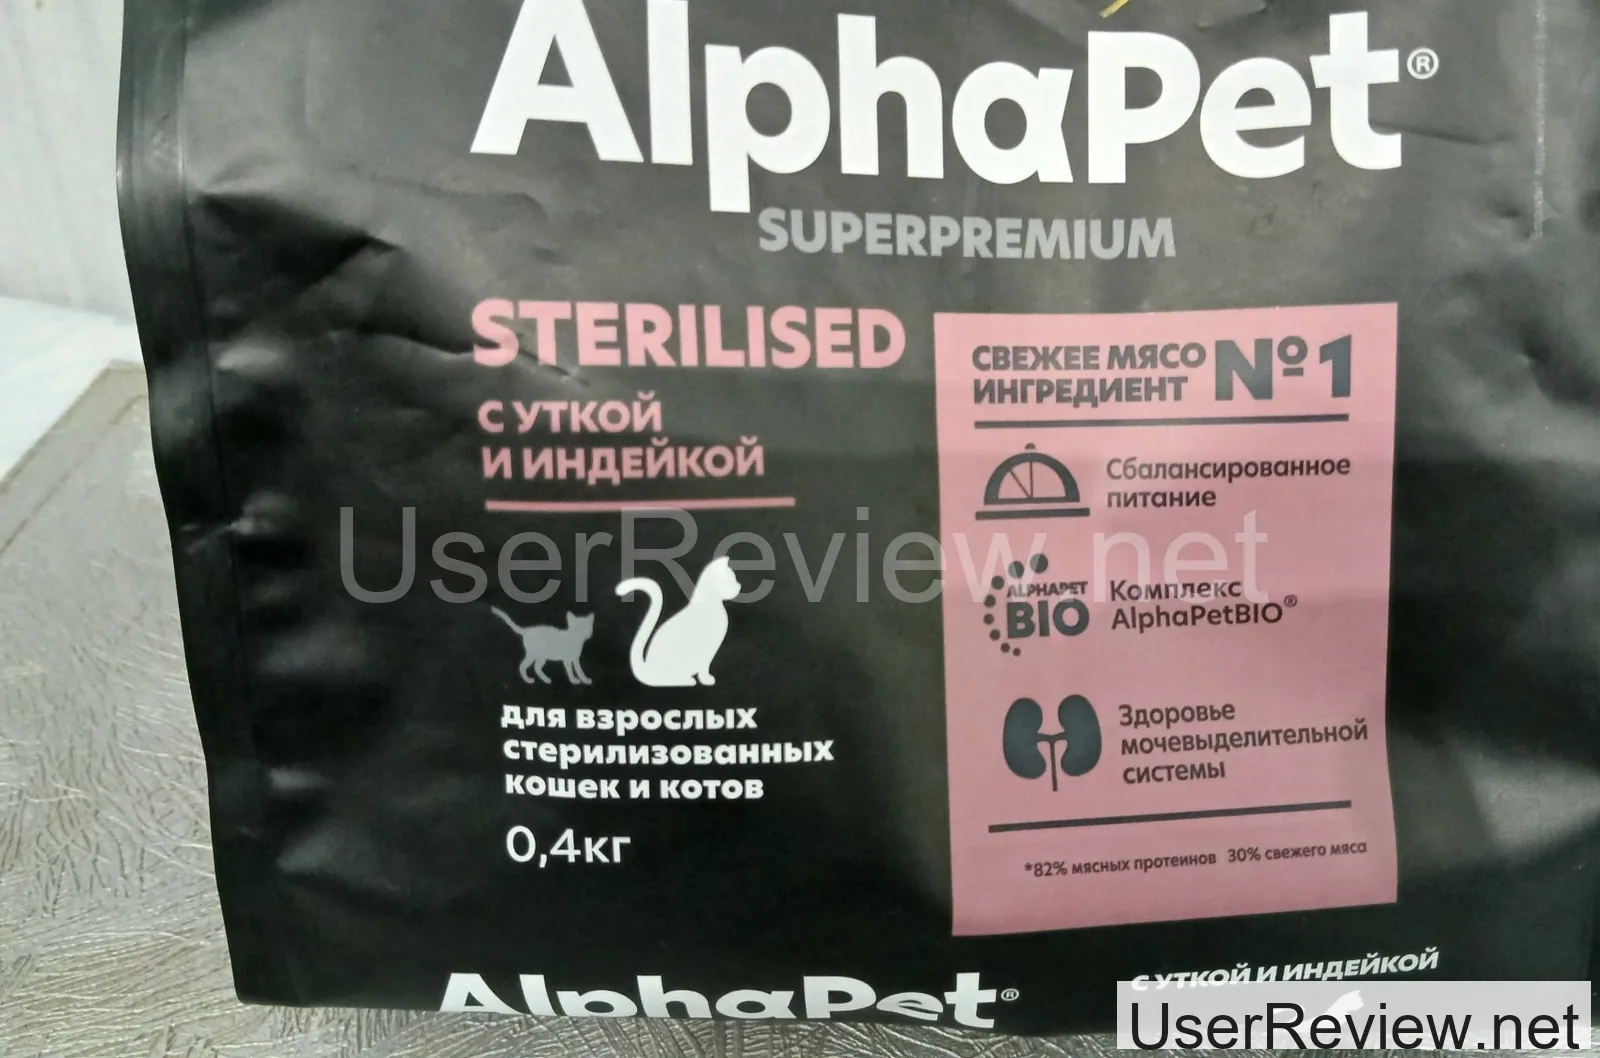 AlphaPet®
SUPERPREMIUM
STERILISED
С УТКОЙ
И ИНДЕЙКОЙ
для взрослых
стерилизованных
кошек и котов
0,4кг
СВЕЖЕЕ МЯСО
ИНГРЕДИЕНТ №1
Сбалансированное
питание
ALPHAPET
BIO
Комплекс
AlphaPetBIO®
Здоровье
мочевыделительной
системы
*82% мясных протеинов 30% свежего мяса
AlphaPet®
С УТКОЙ И ИНДЕЙКОЙ
UserReview.net
UserReview.net